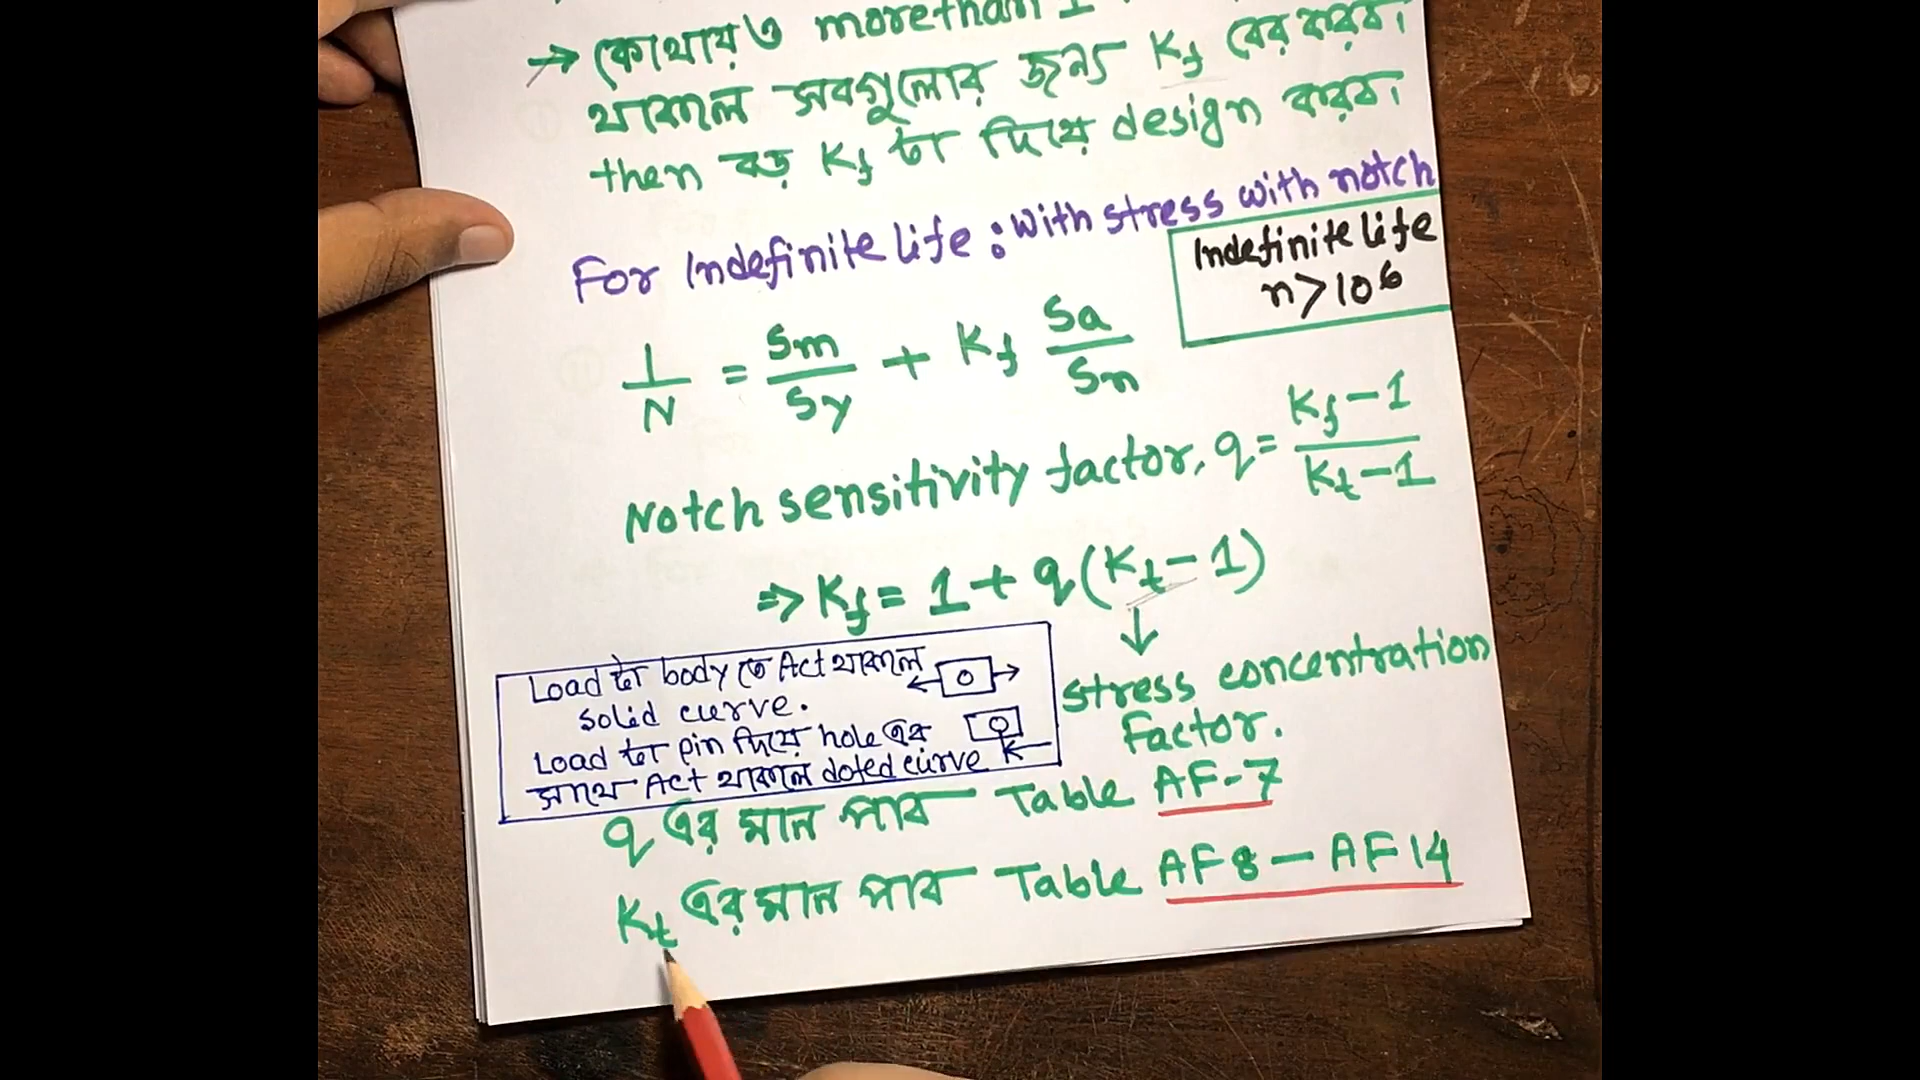 → কোথায়ও more than 1
থাকলে সবগুলোর জন্য Kf বের করব।
then বড় Kf টা দিয়ে design করব।
For Indefinite life: With stress with notch
Indefinite life
n > 10⁶
1/N = Sm/Sy + Kf Sa/Sn
Notch sensitivity factor, q = (Kf - 1)/(Kt - 1)
⇒ Kf = 1 + q(Kt - 1)
↓
stress concentration
factor.
Load টা body তে Act থাকলে
solid curve.
Load টা pin দিয়ে hole এর
সাথে Act থাকলে doted curve
q এর মান পাব Table AF-7
Kt এর মান পাব Table AF8 — AF14